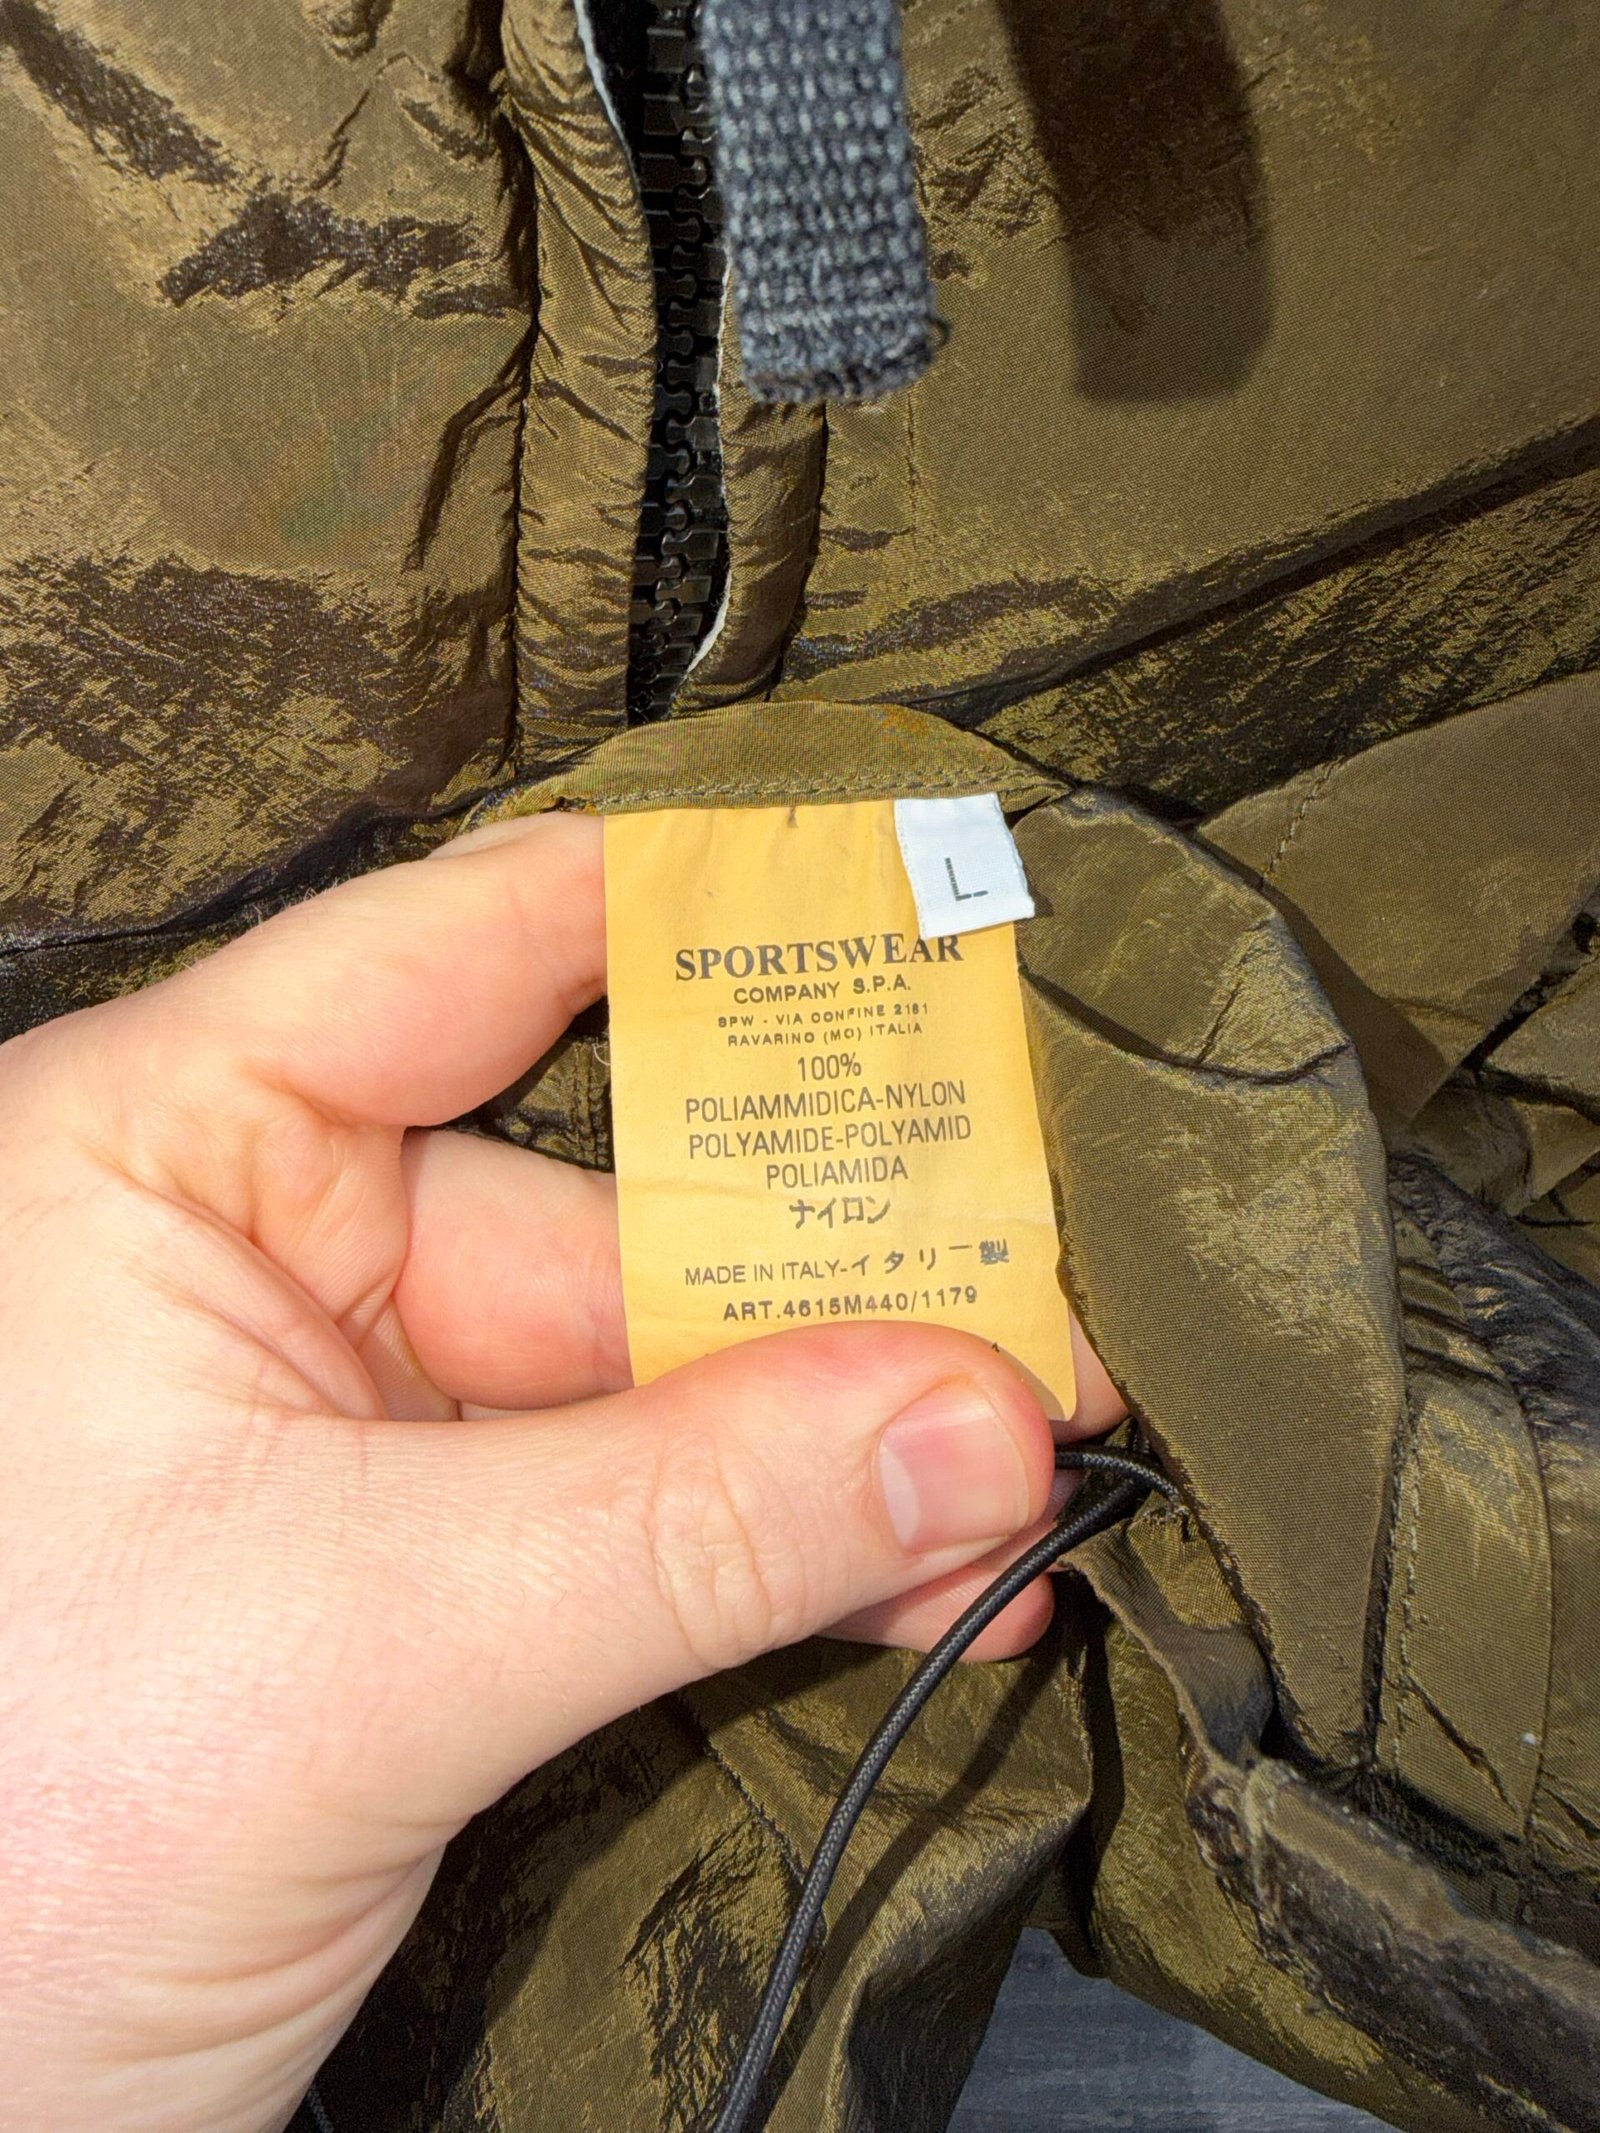 L
SPORTSWEAR
COMPANY S.P.A.
SPW - VIA CONFINE 2161
RAVARINO (MO) ITALIA
100%
POLIAMMIDICA-NYLON
POLYAMIDE-POLYAMID
POLIAMIDA
ナイロン
MADE IN ITALY-イタリー製
ART.4615M440/1179